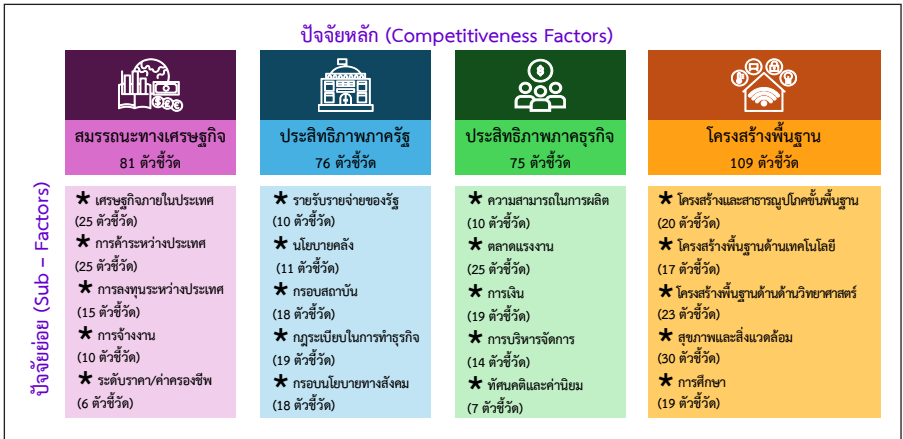 ปัจจัยหลัก (Competitiveness Factors)
สมรรถนะทางเศรษฐกิจ
81 ตัวชี้วัด
ประสิทธิภาพภาครัฐ
76 ตัวชี้วัด
ประสิทธิภาพภาคธุรกิจ
75 ตัวชี้วัด
โครงสร้างพื้นฐาน
109 ตัวชี้วัด
ปัจจัยย่อย (Sub – Factors)
* เศรษฐกิจภายในประเทศ
(25 ตัวชี้วัด)
* การค้าระหว่างประเทศ
(25 ตัวชี้วัด)
* การลงทุนระหว่างประเทศ
(15 ตัวชี้วัด)
* การจ้างงาน
(10 ตัวชี้วัด)
* ระดับราคา/ค่าครองชีพ
(6 ตัวชี้วัด)
* รายรับรายจ่ายของรัฐ
(10 ตัวชี้วัด)
* นโยบายคลัง
(11 ตัวชี้วัด)
* กรอบสถาบัน
(18 ตัวชี้วัด)
* กฎระเบียบในการทำธุรกิจ
(19 ตัวชี้วัด)
* กรอบนโยบายทางสังคม
(18 ตัวชี้วัด)
* ความสามารถในการผลิต
(10 ตัวชี้วัด)
* ตลาดแรงงาน
(25 ตัวชี้วัด)
* การเงิน
(19 ตัวชี้วัด)
* การบริหารจัดการ
(14 ตัวชี้วัด)
* ทัศนคติและค่านิยม
(7 ตัวชี้วัด)
* โครงสร้างและสาธารณูปโภคขั้นพื้นฐาน
(20 ตัวชี้วัด)
* โครงสร้างพื้นฐานด้านเทคโนโลยี
(17 ตัวชี้วัด)
* โครงสร้างพื้นฐานด้านด้านวิทยาศาสตร์
(23 ตัวชี้วัด)
* สุขภาพและสิ่งแวดล้อม
(30 ตัวชี้วัด)
* การศึกษา
(19 ตัวชี้วัด)